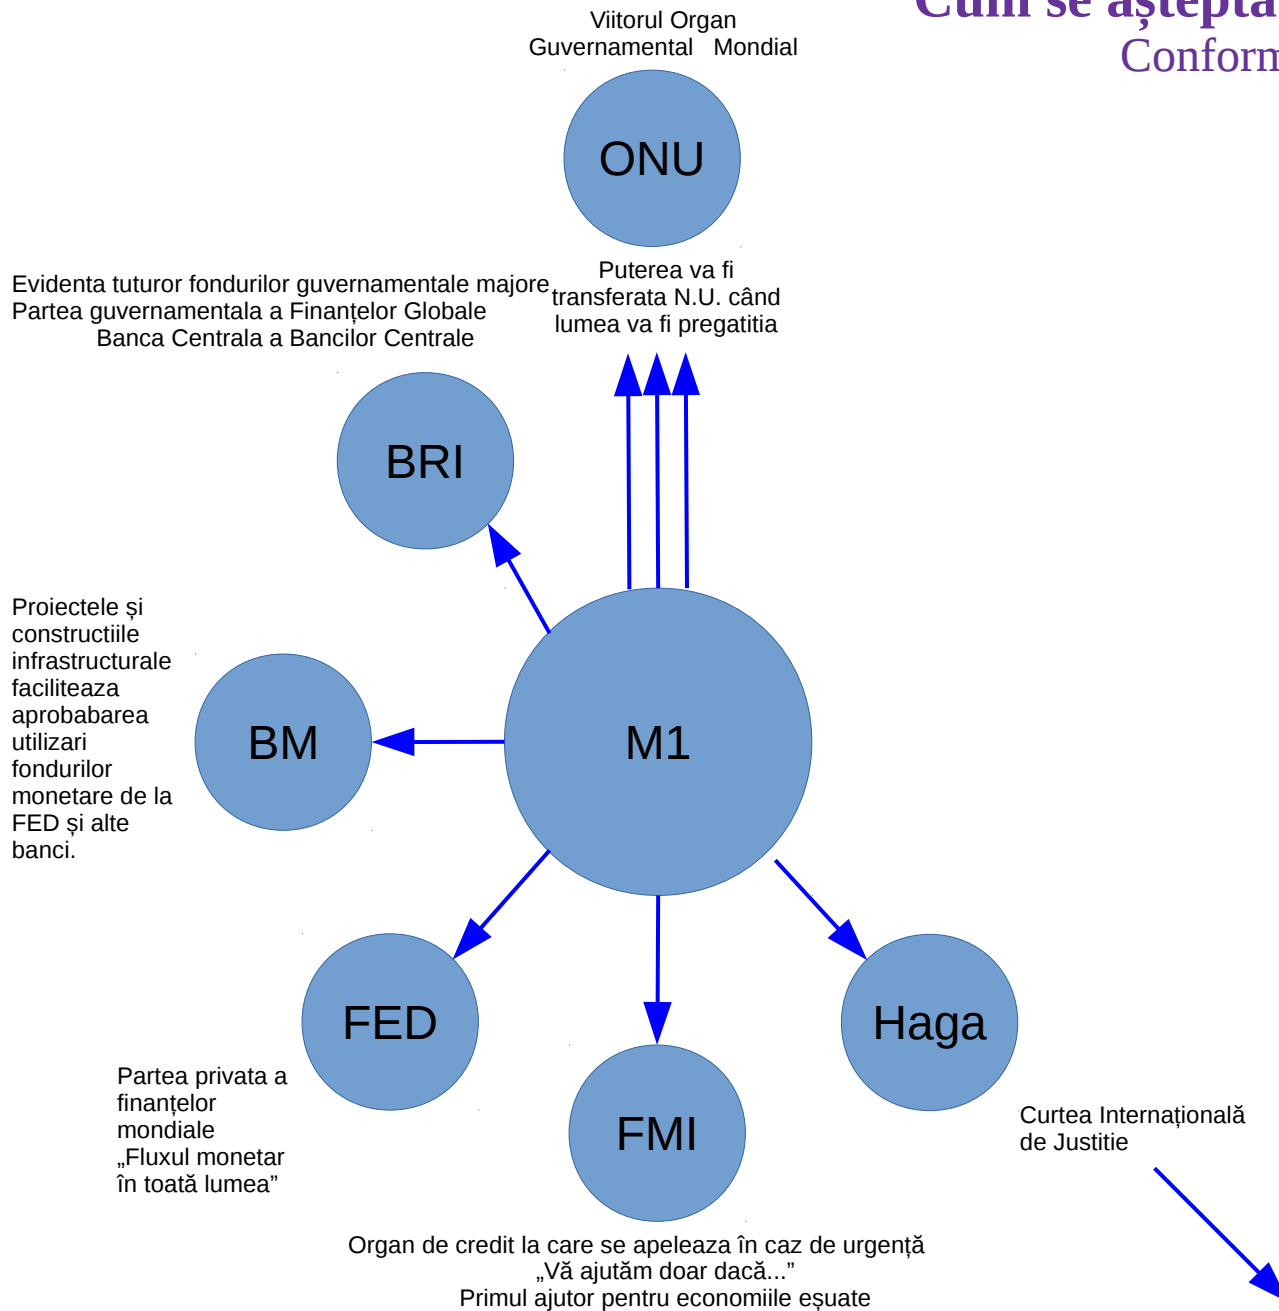 Cum se aștepta
Conform
Viitorul Organ
Guvernamental Mondial
ONU
Puterea va fi
transferata N.U. când
lumea va fi pregatitia
Evidenta tuturor fondurilor guvernamentale majore
Partea guvernamentala a Finanțelor Globale
Banca Centrala a Bancilor Centrale
BRI
Proiectele și
constructiile
infrastructurale
faciliteaza
aprobabarea
utilizari
fondurilor
monetare de la
FED și alte
banci.
BM
M1
FED
Partea privata a
finanțelor
mondiale
„Fluxul monetar
în toată lumea”
FMI
Organ de credit la care se apeleaza în caz de urgență
„Vă ajutăm doar dacă...”
Primul ajutor pentru economiile eșuate
Haga
Curtea Internațională
de Justitie